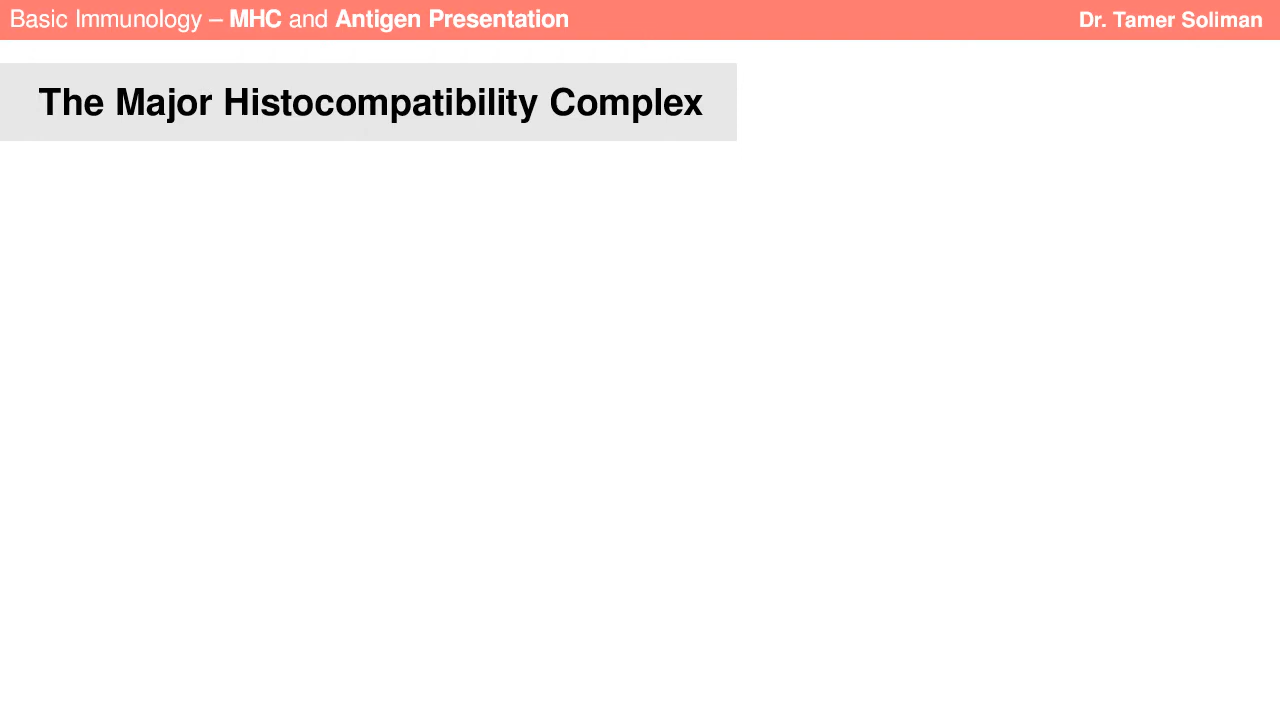 Basic Immunology – MHC and Antigen Presentation
Dr. Tamer Soliman
The Major Histocompatibility Complex